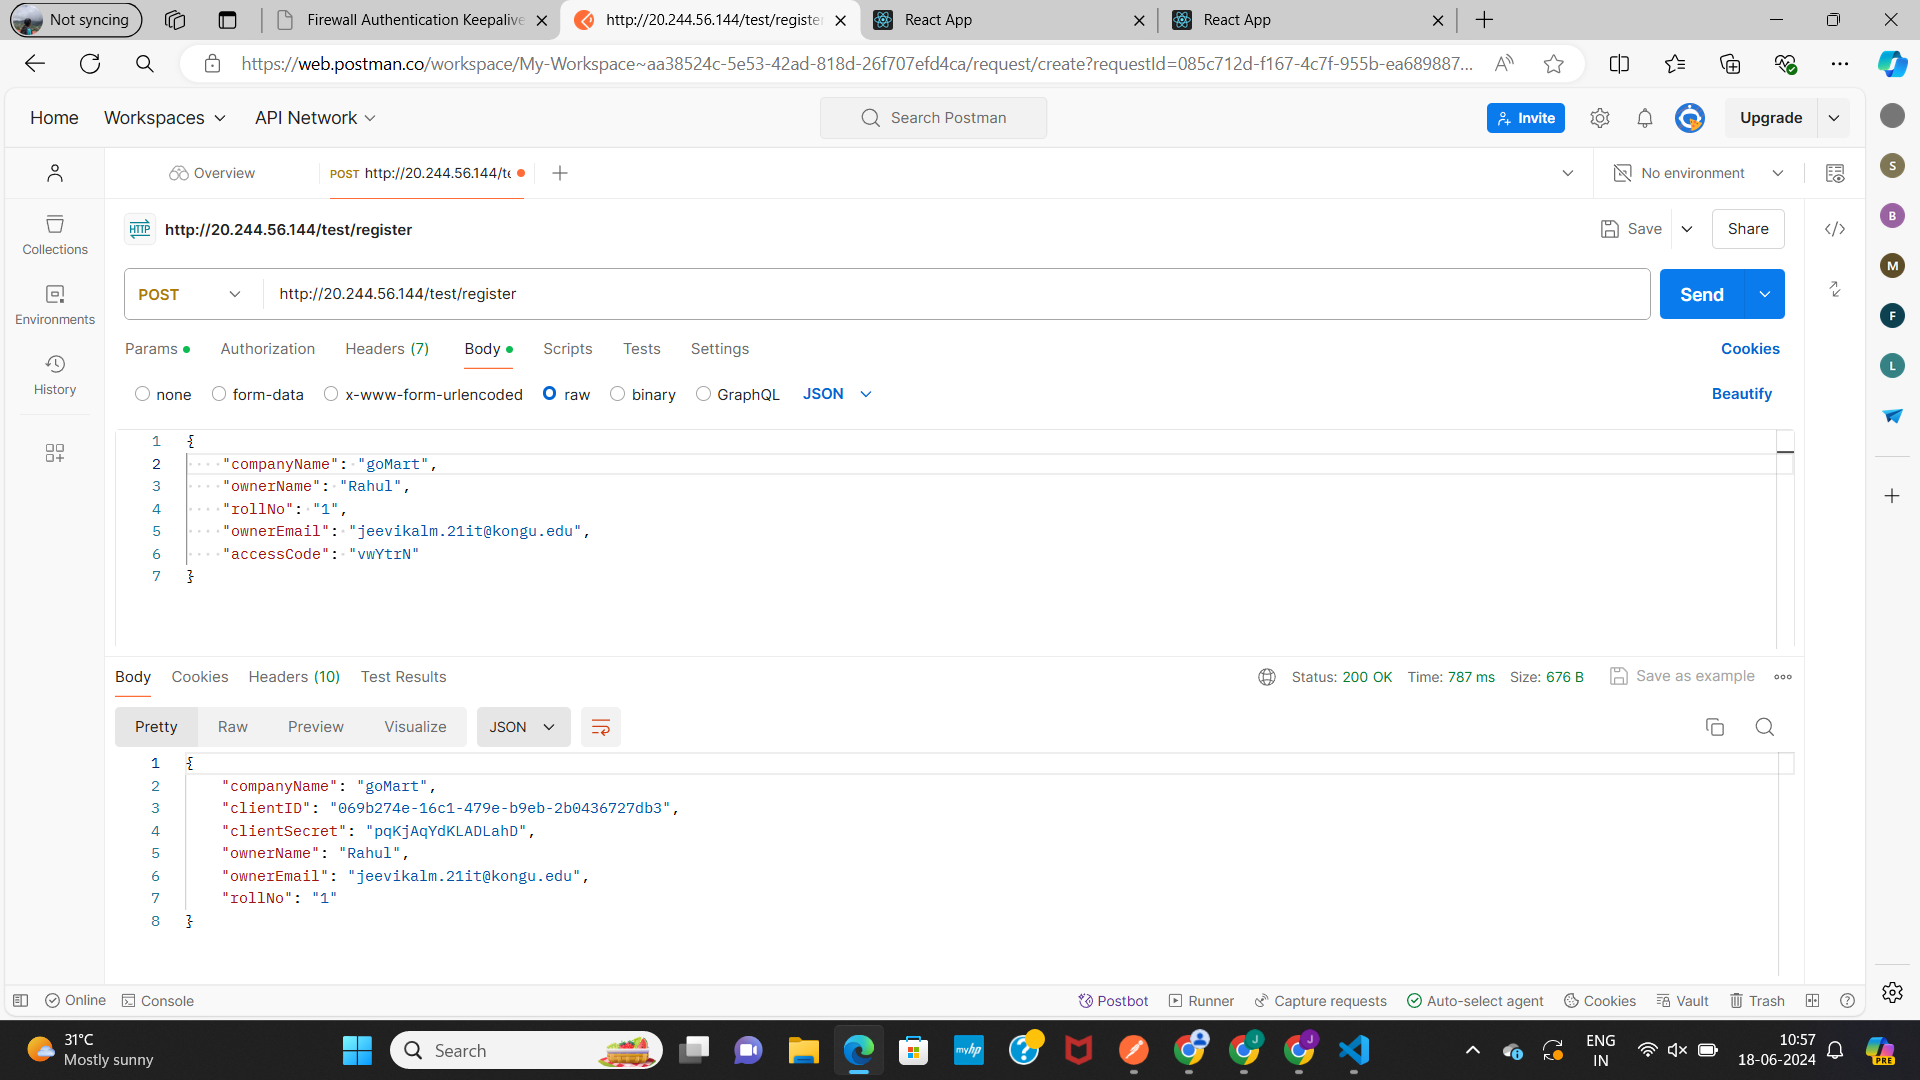 Not syncing
Firewall Authentication Keepalive
http://20.244.56.144/test/register
React App
React App
https://web.postman.co/workspace/My-Workspace~aa38524c-5e53-42ad-818d-26f707efd4ca/request/create?requestId=085c712d-f167-4c7f-955b-ea689887...
Home Workspaces API Network
Search Postman
Invite
Upgrade
Overview
POST http://20.244.56.144/te
No environment
Collections
Environments
History
HTTP http://20.244.56.144/test/register
Save
Share
POST http://20.244.56.144/test/register
Send
Params Authorization Headers (7) Body Scripts Tests Settings Cookies
none form-data x-www-form-urlencoded raw binary GraphQL JSON Beautify
1 {
2 "companyName": "goMart",
3 "ownerName": "Rahul",
4 "rollNo": "1",
5 "ownerEmail": "jeevikalm.21it@kongu.edu",
6 "accessCode": "vwYtrN"
7 }
Body Cookies Headers (10) Test Results
Status: 200 OK Time: 787 ms Size: 676 B Save as example
Pretty Raw Preview Visualize JSON
1 {
2 "companyName": "goMart",
3 "clientID": "069b274e-16c1-479e-b9eb-2b0436727db3",
4 "clientSecret": "pqKjAqYdKLADLahD",
5 "ownerName": "Rahul",
6 "ownerEmail": "jeevikalm.21it@kongu.edu",
7 "rollNo": "1"
8 }
Online Console
Postbot Runner Capture requests Auto-select agent Cookies Vault Trash
S
B
M
F
L
31°C
Mostly sunny
Search
myhp
J
J
ENG
IN
10:57
18-06-2024
PRE